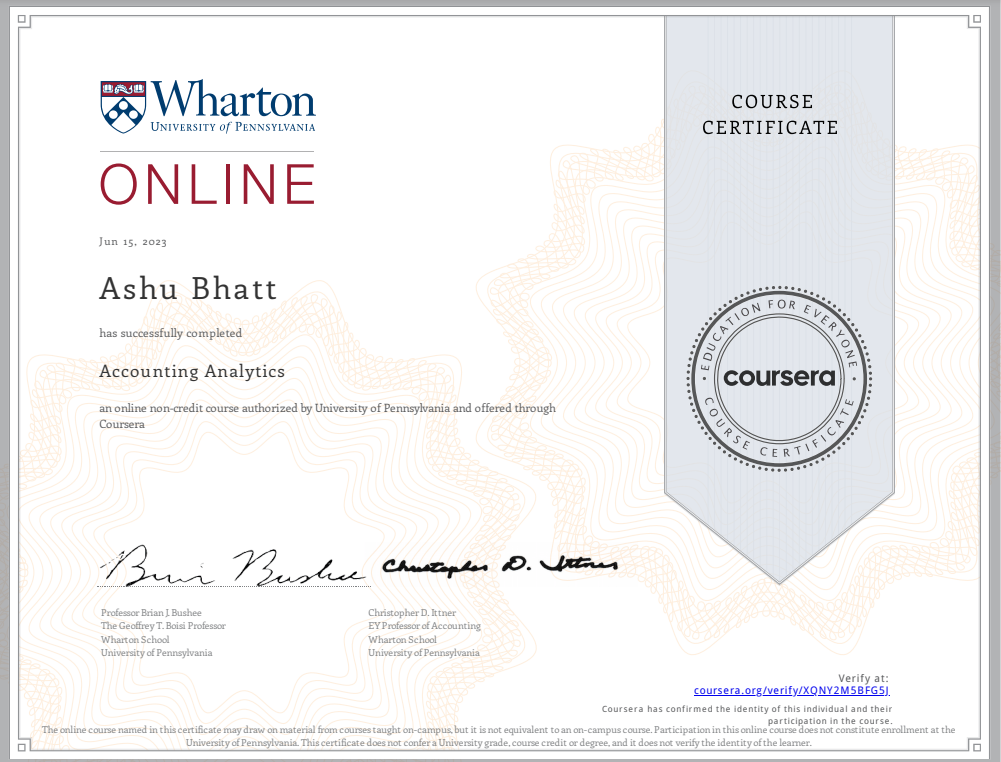 Wharton
UNIVERSITY of PENNSYLVANIA
ONLINE
Jun 15, 2023
Ashu Bhatt
has successfully completed
Accounting Analytics
an online non-credit course authorized by University of Pennsylvania and offered through
Coursera
COURSE
CERTIFICATE
EDUCATION FOR EVERYONE
coursera
COURSE CERTIFICATE
Brian Bushee
Christopher D. Ittner
Professor Brian J. Bushee
The Geoffrey T. Boisi Professor
Wharton School
University of Pennsylvania
Christopher D. Ittner
EY Professor of Accounting
Wharton School
University of Pennsylvania
Verify at:
coursera.org/verify/XQNY2M5BFG5J
Coursera has confirmed the identity of this individual and their
participation in the course.
The online course named in this certificate may draw on material from courses taught on-campus, but it is not equivalent to an on-campus course. Participation in this online course does not constitute enrollment at the
University of Pennsylvania. This certificate does not confer a University grade, course credit or degree, and it does not verify the identity of the learner.